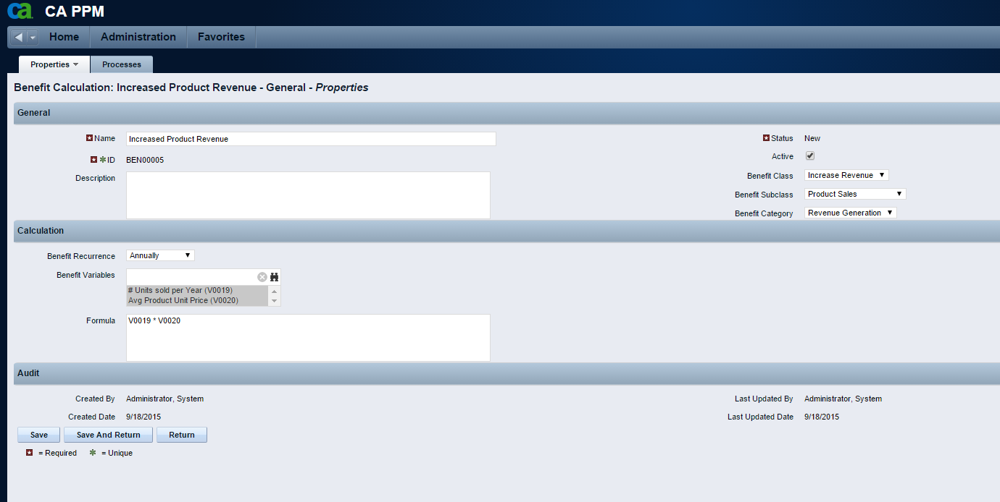 ca CA PPM
Home Administration Favorites
Properties Processes
Benefit Calculation: Increased Product Revenue - General - Properties
General
Name Increased Product Revenue
Status New
ID BEN00005
Active
Description
Benefit Class Increase Revenue
Benefit Subclass Product Sales
Benefit Category Revenue Generation
Calculation
Benefit Recurrence Annually
Benefit Variables
# Units sold per Year (V0019)
Avg Product Unit Price (V0020)
Formula V0019 * V0020
Audit
Created By Administrator, System
Last Updated By Administrator, System
Created Date 9/18/2015
Last Updated Date 9/18/2015
Save Save And Return Return
= Required = Unique